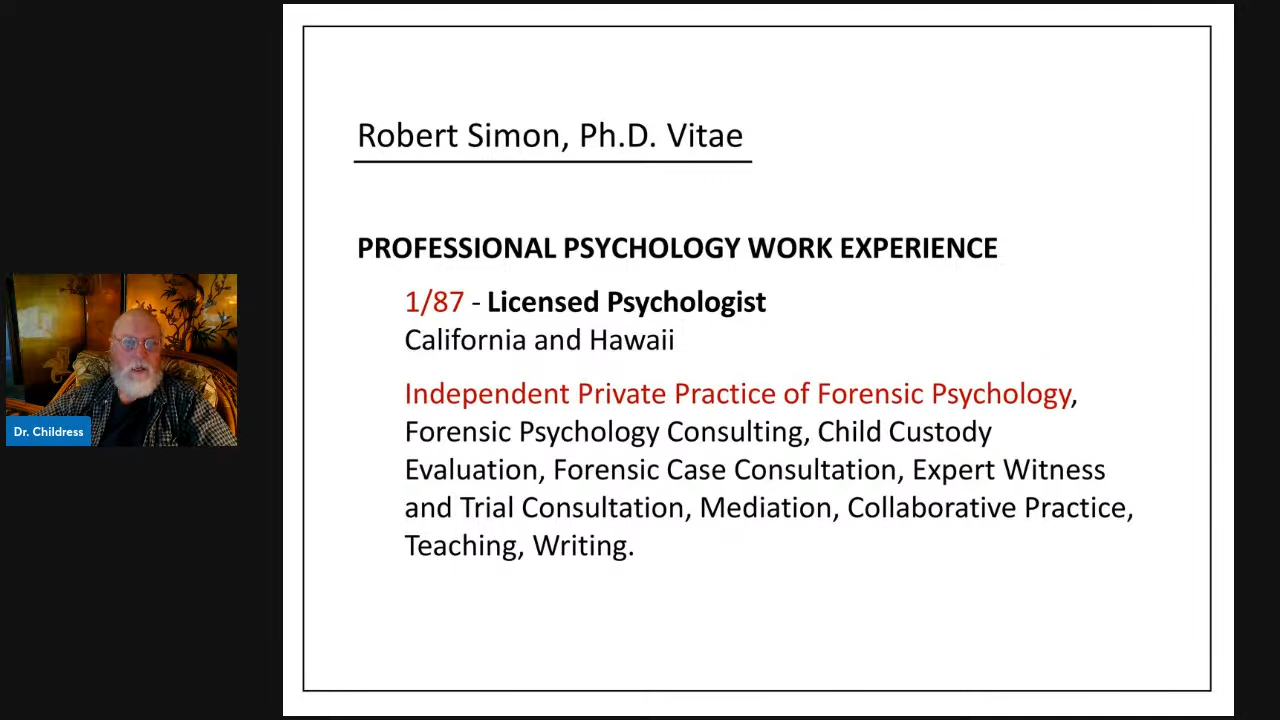 Robert Simon, Ph.D. Vitae
PROFESSIONAL PSYCHOLOGY WORK EXPERIENCE
1/87 - Licensed Psychologist
California and Hawaii
Independent Private Practice of Forensic Psychology,
Forensic Psychology Consulting, Child Custody
Evaluation, Forensic Case Consultation, Expert Witness
and Trial Consultation, Mediation, Collaborative Practice,
Teaching, Writing.
Dr. Childress